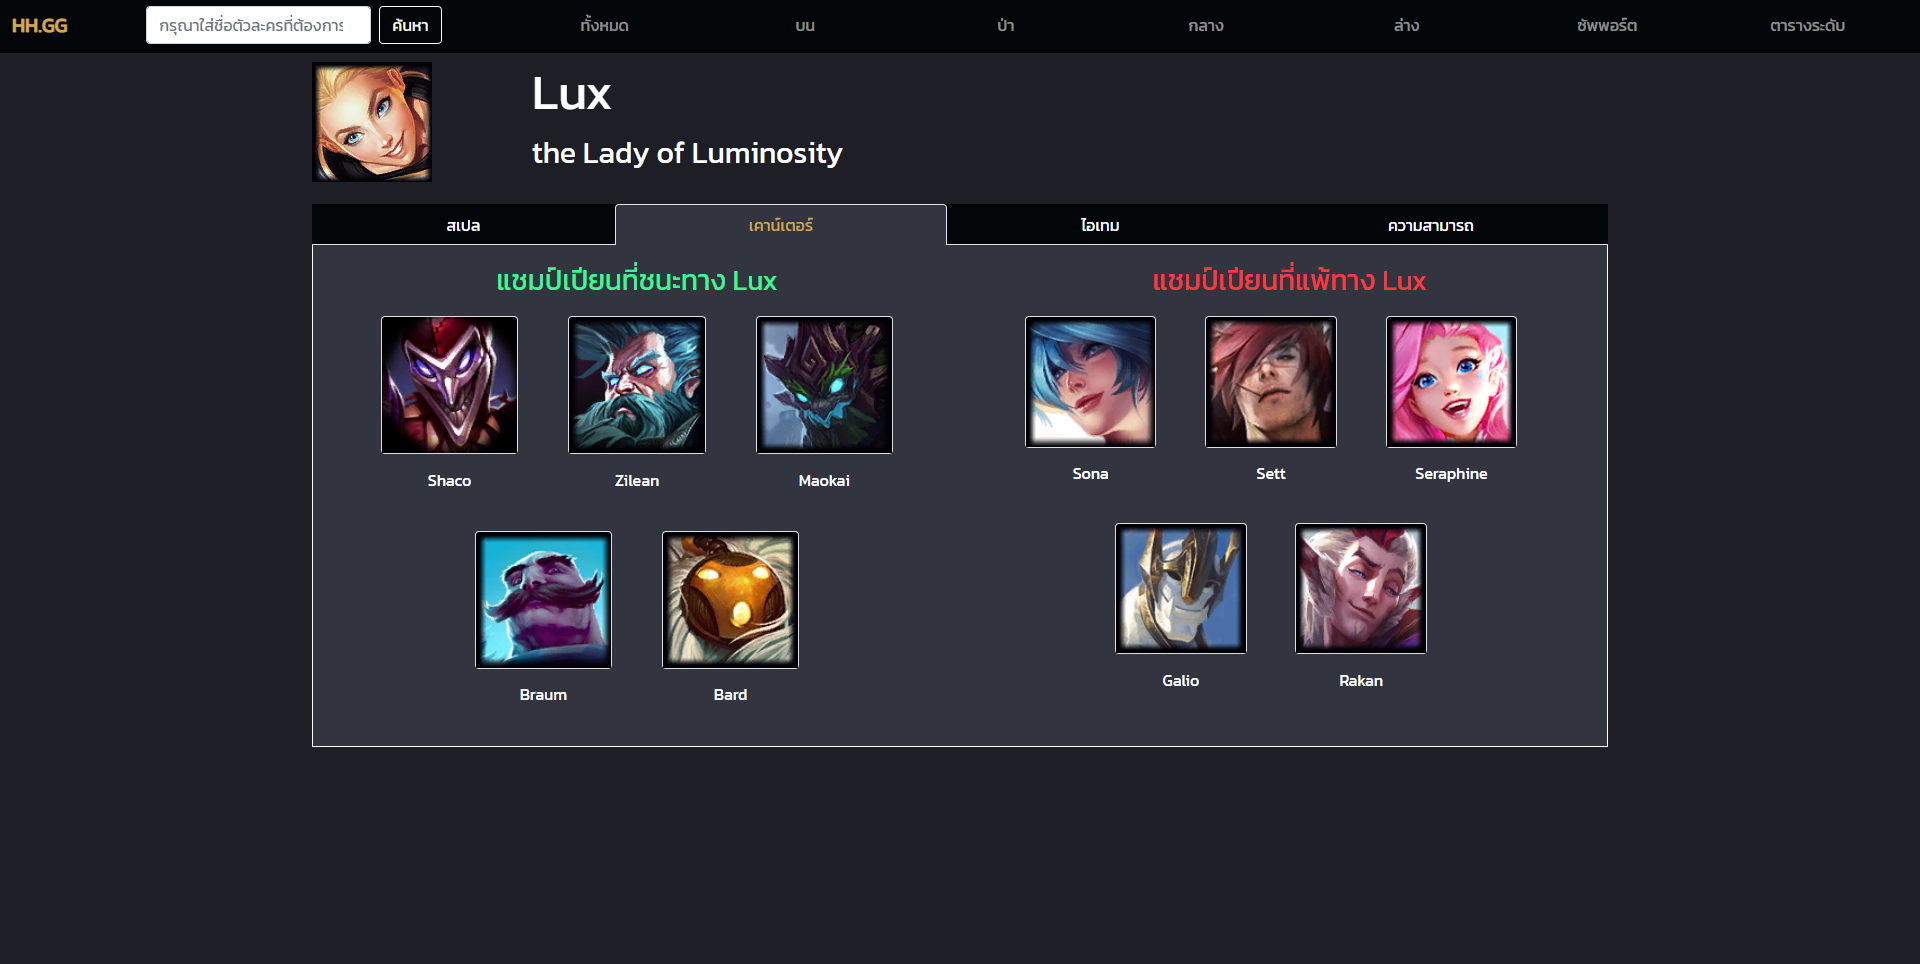 HH.GG
กรุณาใส่ชื่อตัวละครที่ต้องการ
ค้นหา
ทั้งหมด
บน
ป่า
กลาง
ล่าง
ซัพพอร์ต
ตารางระดับ
Lux
the Lady of Luminosity
สเปล
เคาน์เตอร์
ไอเทม
ความสามารถ
แชมป์เปียนที่ชนะทาง Lux
แชมป์เปียนที่แพ้ทาง Lux
Shaco
Zilean
Maokai
Braum
Bard
Sona
Sett
Seraphine
Galio
Rakan